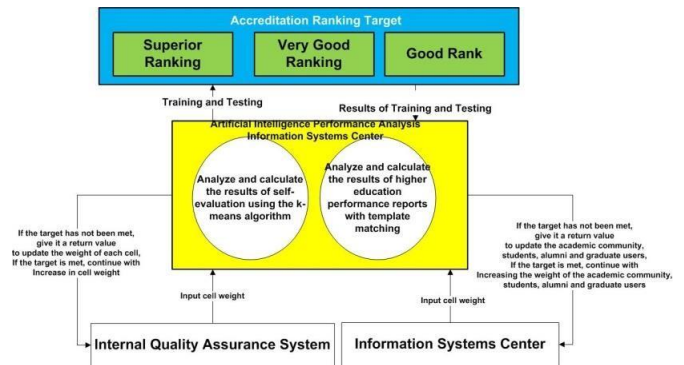 Accreditation Ranking Target
Superior
Ranking
Very Good
Ranking
Good Rank
Training and Testing
Results of Training and Testing
Artificial Intelligence Performance Analysis
Information Systems Center
Analyze and calculate
the results of self-
evaluation using the k-
means algorithm
Analyze and calculate
the results of higher
education
performance reports
with template
matching
If the target has not been met,
give it a return value
to update the weight of each cell,
If the target is met, continue with
Increase in cell weight
If the target has not been met,
give it a return value
to update the academic community,
students, alumni and graduate users,
If the target is met, continue with
Increasing the weight of the academic community,
students, alumni and graduate users
Input cell weight
Input cell weight
Internal Quality Assurance System
Information Systems Center